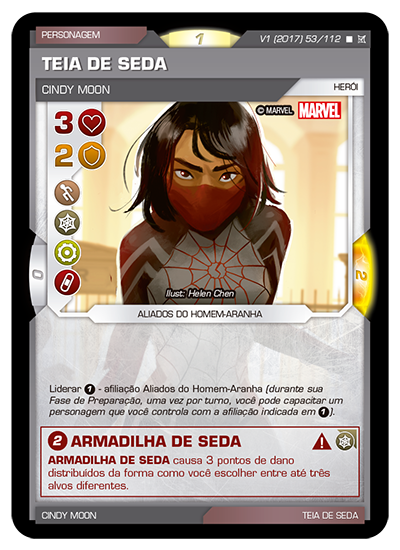 PERSONAGEM
1
V1 (2017) 53/112
TEIA DE SEDA
CINDY MOON
HERÓI
© MARVEL MARVEL
3
2
0
2
Ilust: Helen Chen
ALIADOS DO HOMEM-ARANHA
Liderar 1 - afiliação Aliados do Homem-Aranha (durante sua
Fase de Preparação, uma vez por turno, você pode capacitar um
personagem que você controla com a afiliação indicada em 1).
2 ARMADILHA DE SEDA
ARMADILHA DE SEDA causa 3 pontos de dano
distribuídos da forma como você escolher entre até três
alvos diferentes.
CINDY MOON
TEIA DE SEDA